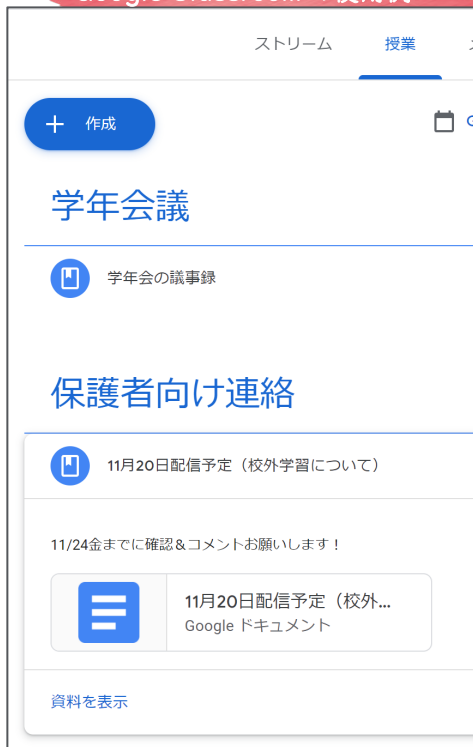 ストリーム
授業
作成
学年会議
学年会の議事録
保護者向け連絡
11月20日配信予定（校外学習について）
11/24金までに確認＆コメントお願いします！
11月20日配信予定（校外...
Google ドキュメント
資料を表示